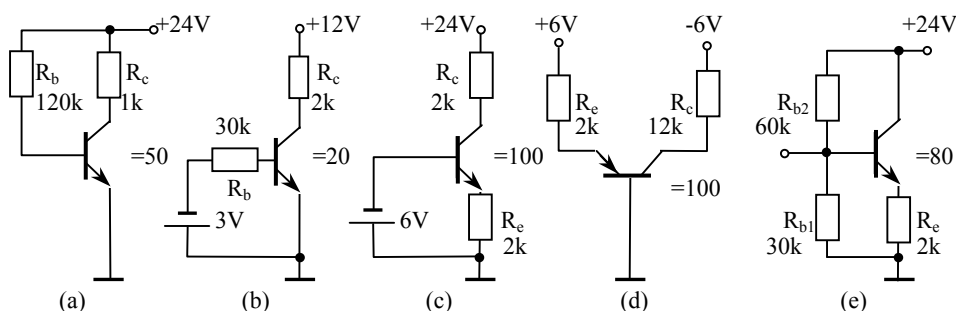 +24V
R_b
120k
R_c
1k
=50
(a)
+12V
R_c
2k
30k
R_b
=20
3V
(b)
+24V
R_c
2k
=100
6V
R_e
2k
(c)
+6V
-6V
R_e
2k
R_c
12k
=100
(d)
+24V
R_b2
60k
=80
R_b1
30k
R_e
2k
(e)